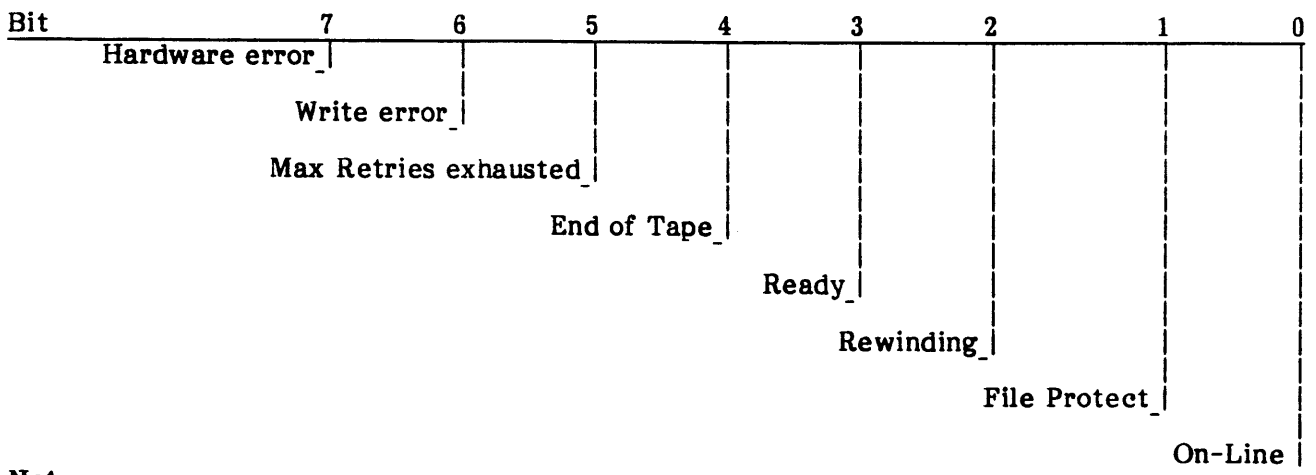 Bit 7 6 5 4 3 2 1 0
Hardware error
Write error
Max Retries exhausted
End of Tape
Ready
Rewinding
File Protect
On-Line